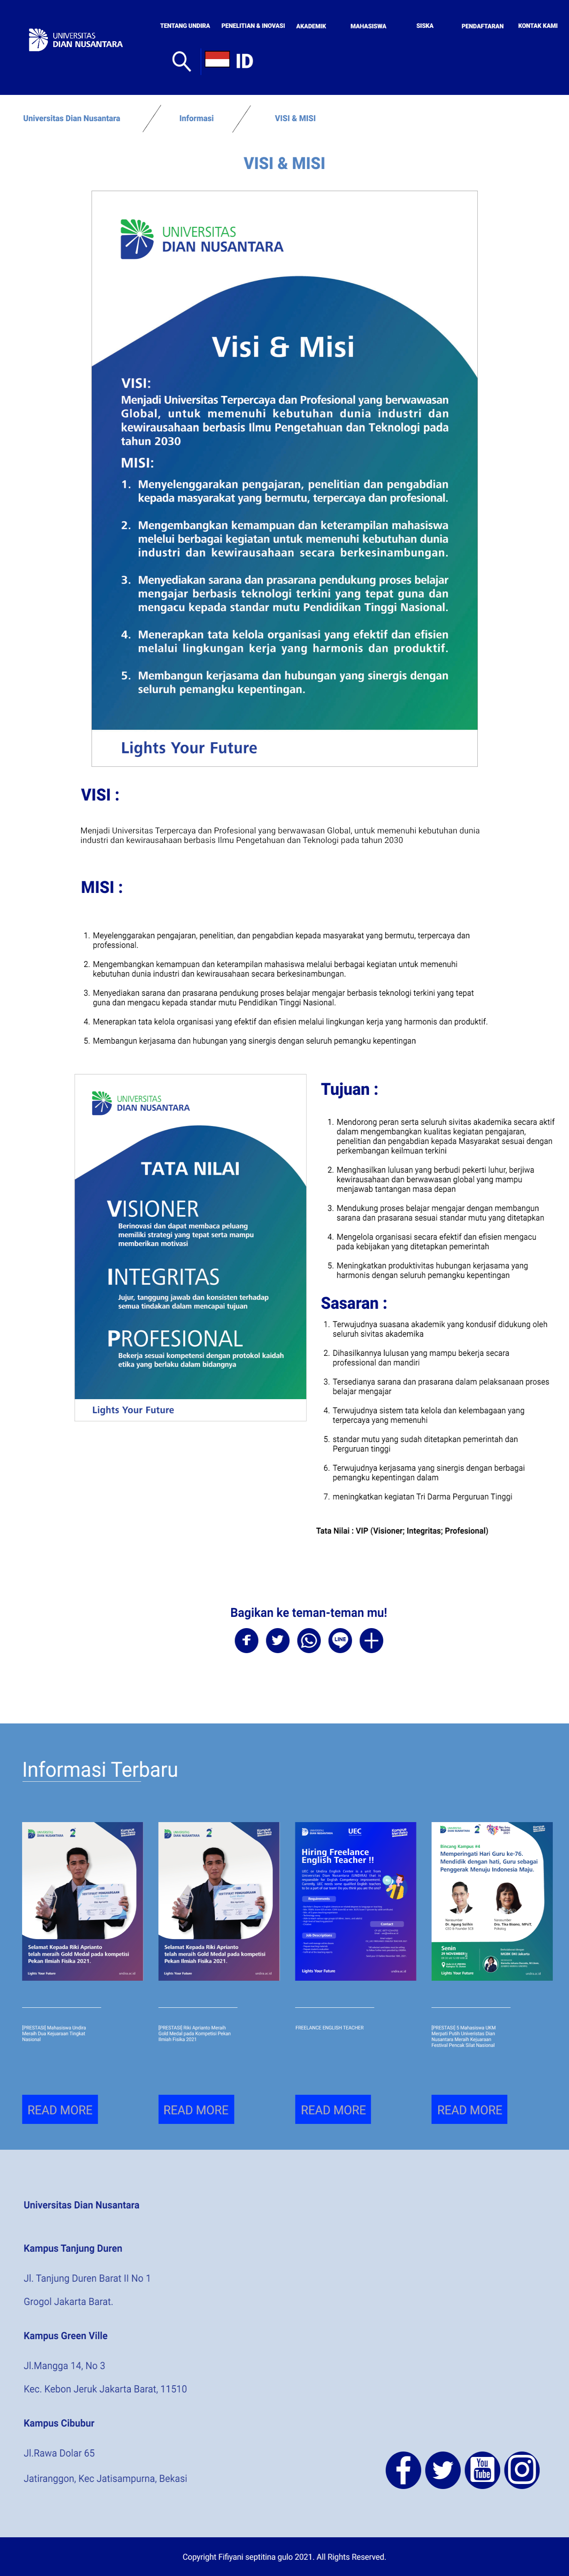 UNIVERSITAS
DIAN NUSANTARA
TENTANG UNDIRA
PENELITIAN & INOVASI
AKADEMIK
MAHASISWA
SISKA
PENDAFTARAN
KONTAK KAMI
ID
Universitas Dian Nusantara
Informasi
VISI & MISI
VISI & MISI
UNIVERSITAS
DIAN NUSANTARA
Visi & Misi
VISI:
Menjadi Universitas Terpercaya dan Profesional yang berwawasan
Global, untuk memenuhi kebutuhan dunia industri dan
kewirausahaan berbasis Ilmu Pengetahuan dan Teknologi pada
tahun 2030
MISI:
1. Menyelenggarakan pengajaran, penelitian dan pengabdian
kepada masyarakat yang bermutu, terpercaya dan profesional.
2. Mengembangkan kemampuan dan keterampilan mahasiswa
melelui berbagai kegiatan untuk memenuhi kebutuhan dunia
industri dan kewirausahaan secara berkesinambungan.
3. Menyediakan sarana dan prasarana pendukung proses belajar
mengajar berbasis teknologi terkini yang tepat guna dan
mengacu kepada standar mutu Pendidikan Tinggi Nasional.
4. Menerapkan tata kelola organisasi yang efektif dan efisien
melalui lingkungan kerja yang harmonis dan produktif.
5. Membangun kerjasama dan hubungan yang sinergis dengan
seluruh pemangku kepentingan.
Lights Your Future
VISI :
Menjadi Universitas Terpercaya dan Profesional yang berwawasan Global, untuk memenuhi kebutuhan dunia
industri dan kewirausahaan berbasis Ilmu Pengetahuan dan Teknologi pada tahun 2030
MISI :
1. Meyelenggarakan pengajaran, penelitian, dan pengabdian kepada masyarakat yang bermutu, terpercaya dan
professional.
2. Mengembangkan kemampuan dan keterampilan mahasiswa melalui berbagai kegiatan untuk memenuhi
kebutuhan dunia industri dan kewirausahaan secara berkesinambungan.
3. Menyediakan sarana dan prasarana pendukung proses belajar mengajar berbasis teknologi terkini yang tepat
guna dan mengacu kepada standar mutu Pendidikan Tinggi Nasional.
4. Menerapkan tata kelola organisasi yang efektif dan efisien melalui lingkungan kerja yang harmonis dan produktif.
5. Membangun kerjasama dan hubungan yang sinergis dengan seluruh pemangku kepentingan
UNIVERSITAS
DIAN NUSANTARA
TATA NILAI
VISIONER
Berinovasi dan dapat membaca peluang
memiliki strategi yang tepat serta mampu
memberikan motivasi
INTEGRITAS
Jujur, tanggung jawab dan konsisten terhadap
semua tindakan dalam mencapai tujuan
PROFESIONAL
Bekerja sesuai kompetensi dengan protokol kaidah
etika yang berlaku dalam bidangnya
Lights Your Future
Tujuan :
1. Mendorong peran serta seluruh sivitas akademika secara aktif
dalam mengembangkan kualitas kegiatan pengajaran,
penelitian dan pengabdian kepada Masyarakat sesuai dengan
perkembangan keilmuan terkini
2. Menghasilkan lulusan yang berbudi pekerti luhur, berjiwa
kewirausahaan dan berwawasan global yang mampu
menjawab tantangan masa depan
3. Mendukung proses belajar mengajar dengan membangun
sarana dan prasarana sesuai standar mutu yang ditetapkan
4. Mengelola organisasi secara efektif dan efisien mengacu
pada kebijakan yang ditetapkan pemerintah
5. Meningkatkan produktivitas hubungan kerjasama yang
harmonis dengan seluruh pemangku kepentingan
Sasaran :
1. Terwujudnya suasana akademik yang kondusif didukung oleh
seluruh sivitas akademika
2. Dihasilkannya lulusan yang mampu bekerja secara
professional dan mandiri
3. Tersedianya sarana dan prasarana dalam pelaksanaan proses
belajar mengajar
4. Terwujudnya sistem tata kelola dan kelembagaan yang
terpercaya yang memenuhi
5. standar mutu yang sudah ditetapkan pemerintah dan
Perguruan tinggi
6. Terwujudnya kerjasama yang sinergis dengan berbagai
pemangku kepentingan dalam
7. meningkatkan kegiatan Tri Darma Perguruan Tinggi
Tata Nilai : VIP (Visioner; Integritas; Profesional)
Bagikan ke teman-teman mu!
LINE
Informasi Terbaru
Selamat Kepada Riki Aprianto
telah meraih Gold Medal pada kompetisi
Pekan Ilmiah Fisika 2021.
Lights Your Future
Selamat Kepada Riki Aprianto
telah meraih Gold Medal pada kompetisi
Pekan Ilmiah Fisika 2021.
Lights Your Future
UEC
Hiring Freelance
English Teacher !!
Requirements
Contact
Job Descriptions
Lights Your Future
Bincang Kampus #4
Memperingati Hari Guru ke-76.
Mendidik dengan hati, Guru sebagai
Penggerak Menuju Indonesia Maju.
Senin
Lights Your Future
[PRESTASI] Mahasiswa Undira
Meraih Dua Kejuaraan Tingkat
Nasional
[PRESTASI] Riki Aprianto Meraih
Gold Medal pada Kompetisi Pekan
Ilmiah Fisika 2021
FREELANCE ENGLISH TEACHER
[PRESTASI] 5 Mahasiswa UKM
Merpati Putih Universitas Dian
Nusantara Meraih Kejuaraan
Festival Pencak Silat Nasional
READ MORE
READ MORE
READ MORE
READ MORE
Universitas Dian Nusantara
Kampus Tanjung Duren
Jl. Tanjung Duren Barat II No 1
Grogol Jakarta Barat.
Kampus Green Ville
Jl.Mangga 14, No 3
Kec. Kebon Jeruk Jakarta Barat, 11510
Kampus Cibubur
Jl.Rawa Dolar 65
Jatiranggon, Kec Jatisampurna, Bekasi
You
Tube
Copyright Fifiyani septitina gulo 2021. All Rights Reserved.